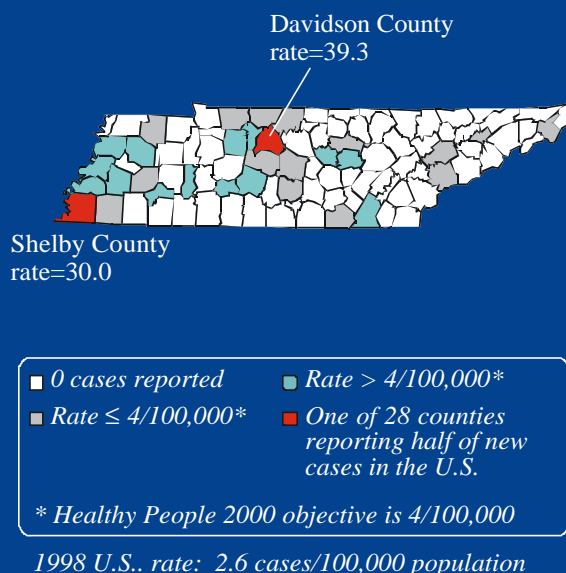 Davidson County
rate=39.3
Shelby County
rate=30.0
0 cases reported
Rate > 4/100,000*
Rate ≤ 4/100,000*
One of 28 counties
reporting half of new
cases in the U.S.
* Healthy People 2000 objective is 4/100,000
1998 U.S.. rate: 2.6 cases/100,000 population